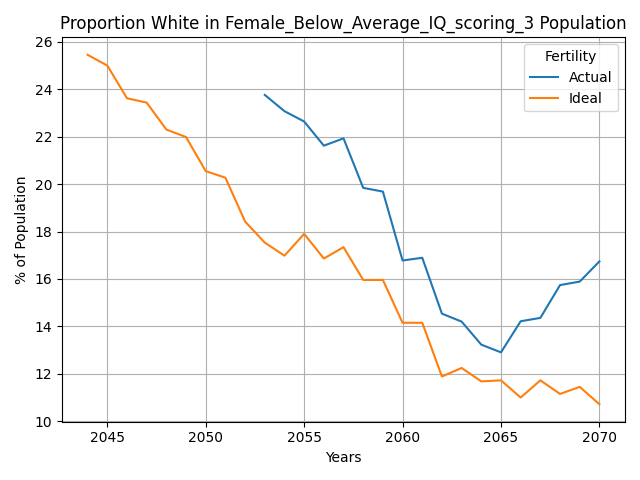 Proportion White in Female_Below_Average_IQ_scoring_3 Population
Fertility
Actual
Ideal
% of Population
26
24
22
20
18
16
14
12
10
2045 2050 2055 2060 2065 2070
Years